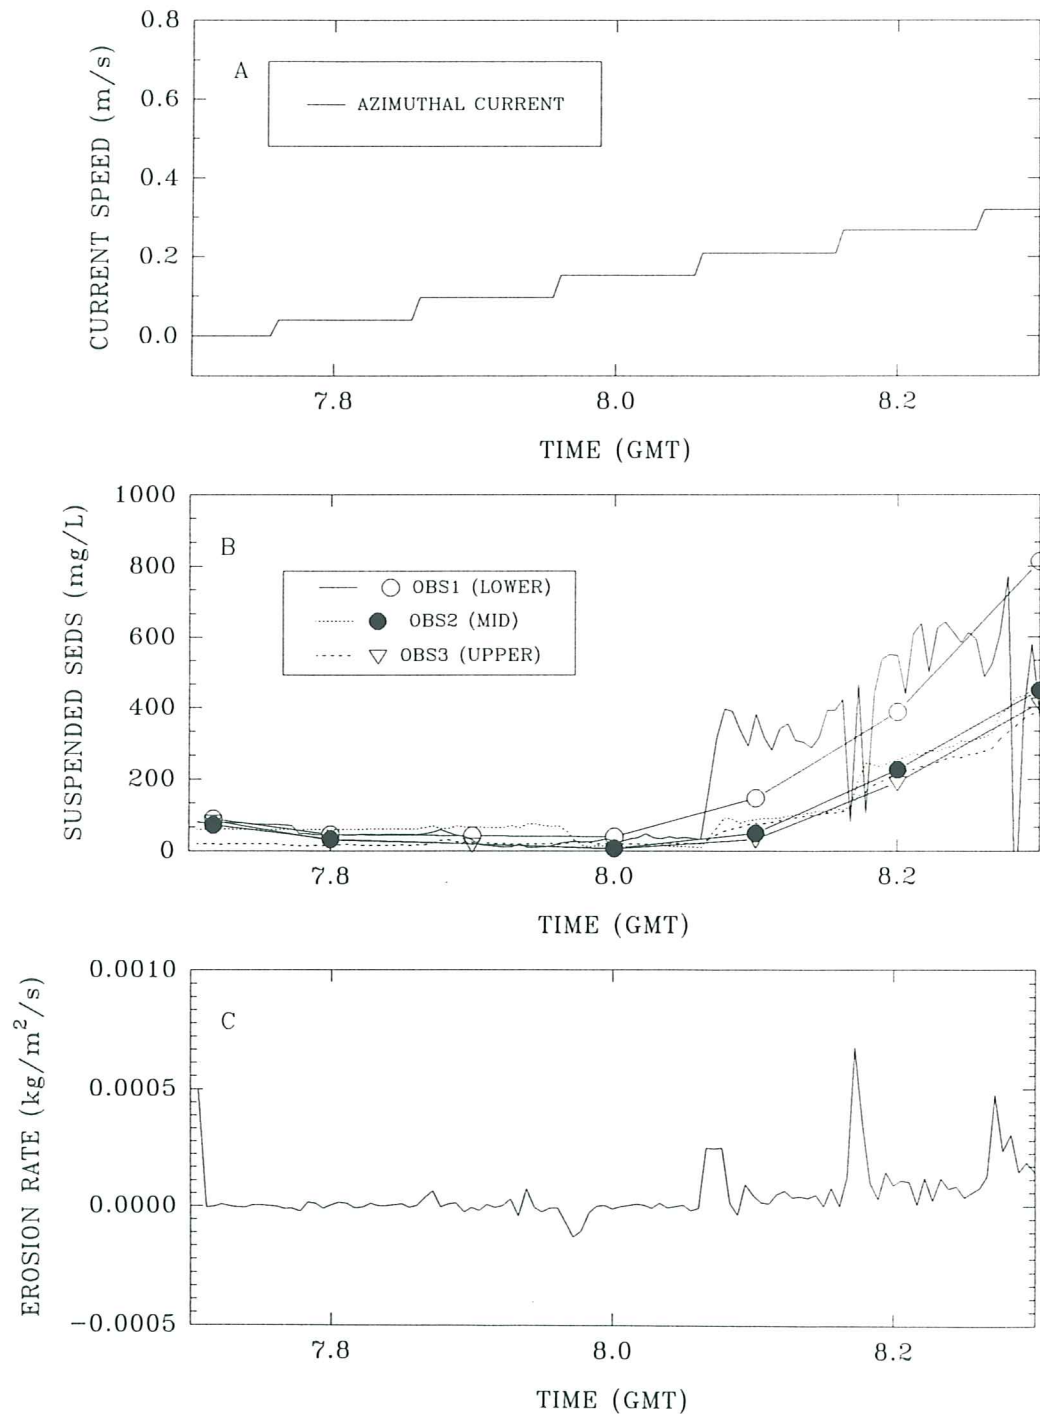 A
AZIMUTHAL CURRENT
CURRENT SPEED (m/s)
0.8
0.6
0.4
0.2
0.0
7.8 8.0 8.2
TIME (GMT)
B
OBS1 (LOWER)
OBS2 (MID)
OBS3 (UPPER)
SUSPENDED SEDS (mg/L)
1000
800
600
400
200
0
7.8 8.0 8.2
TIME (GMT)
C
EROSION RATE (kg/m²/s)
0.0010
0.0005
0.0000
−0.0005
7.8 8.0 8.2
TIME (GMT)